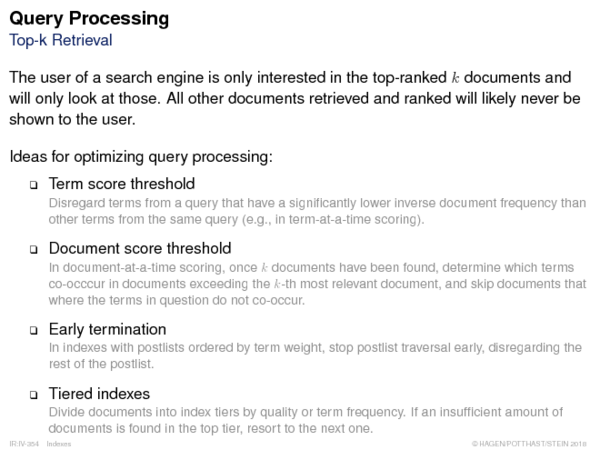 Query Processing
Top-k Retrieval
The user of a search engine is only interested in the top-ranked k documents and
will only look at those. All other documents retrieved and ranked will likely never be
shown to the user.
Ideas for optimizing query processing:
❑ Term score threshold
Disregard terms from a query that have a significantly lower inverse document frequency than
other terms from the same query (e.g., in term-at-a-time scoring).
❑ Document score threshold
In document-at-a-time scoring, once k documents have been found, determine which terms
co-occcur in documents exceeding the k-th most relevant document, and skip documents that
where the terms in question do not co-occur.
❑ Early termination
In indexes with postlists ordered by term weight, stop postlist traversal early, disregarding the
rest of the postlist.
❑ Tiered indexes
Divide documents into index tiers by quality or term frequency. If an insufficient amount of
documents is found in the top tier, resort to the next one.
IR:IV-354 Indexes © HAGEN/POTTHAST/STEIN 2018